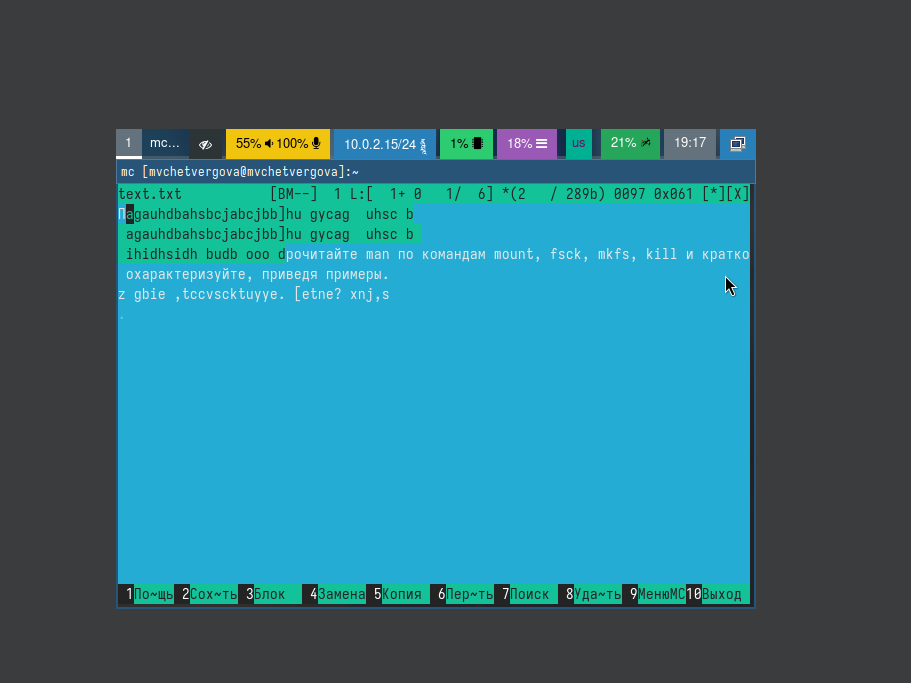 1 mc... 55% 100% 10.0.2.15/24 1% 18% us 21% 19:17
mc [mvchetvergova@mvchetvergova]:~
text.txt [BM--] 1 L:[ 1+ 0 1/ 6] *(2 / 289b) 0097 0x061 [*][X]
Пagauhdbahsbcjabcjbb]hu gycag uhsc b
agauhdbahsbcjabcjbb]hu gycag uhsc b
ihidhsidh budb ooo dрочитайте man по командам mount, fsck, mkfs, kill и кратко
охарактеризуйте, приведя примеры.
z gbie ,tccvscktuyye. [etne? xnj,s
.
1По~щь 2Сох~ть 3Блок 4Замена 5Копия 6Пер~ть 7Поиск 8Уда~ть 9МенюМС 10Выход